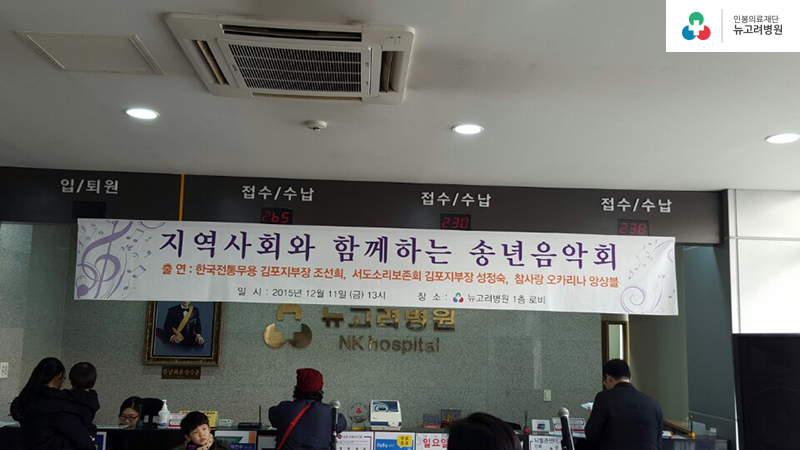 인봉의료재단
뉴고려병원
입/퇴원
접수/수납
접수/수납
접수/수납
265
230
236
지역사회와 함께하는 송년음악회
출 연 : 한국전통무용 김포지부장 조선희, 서도소리보존회 김포지부장 성정숙, 참사랑 오카리나 앙상블
일 시 : 2015년 12월 11일 (금) 13시
장 소 : 뉴고려병원 1층 로비
뉴고려병원
NK hospital
일요일